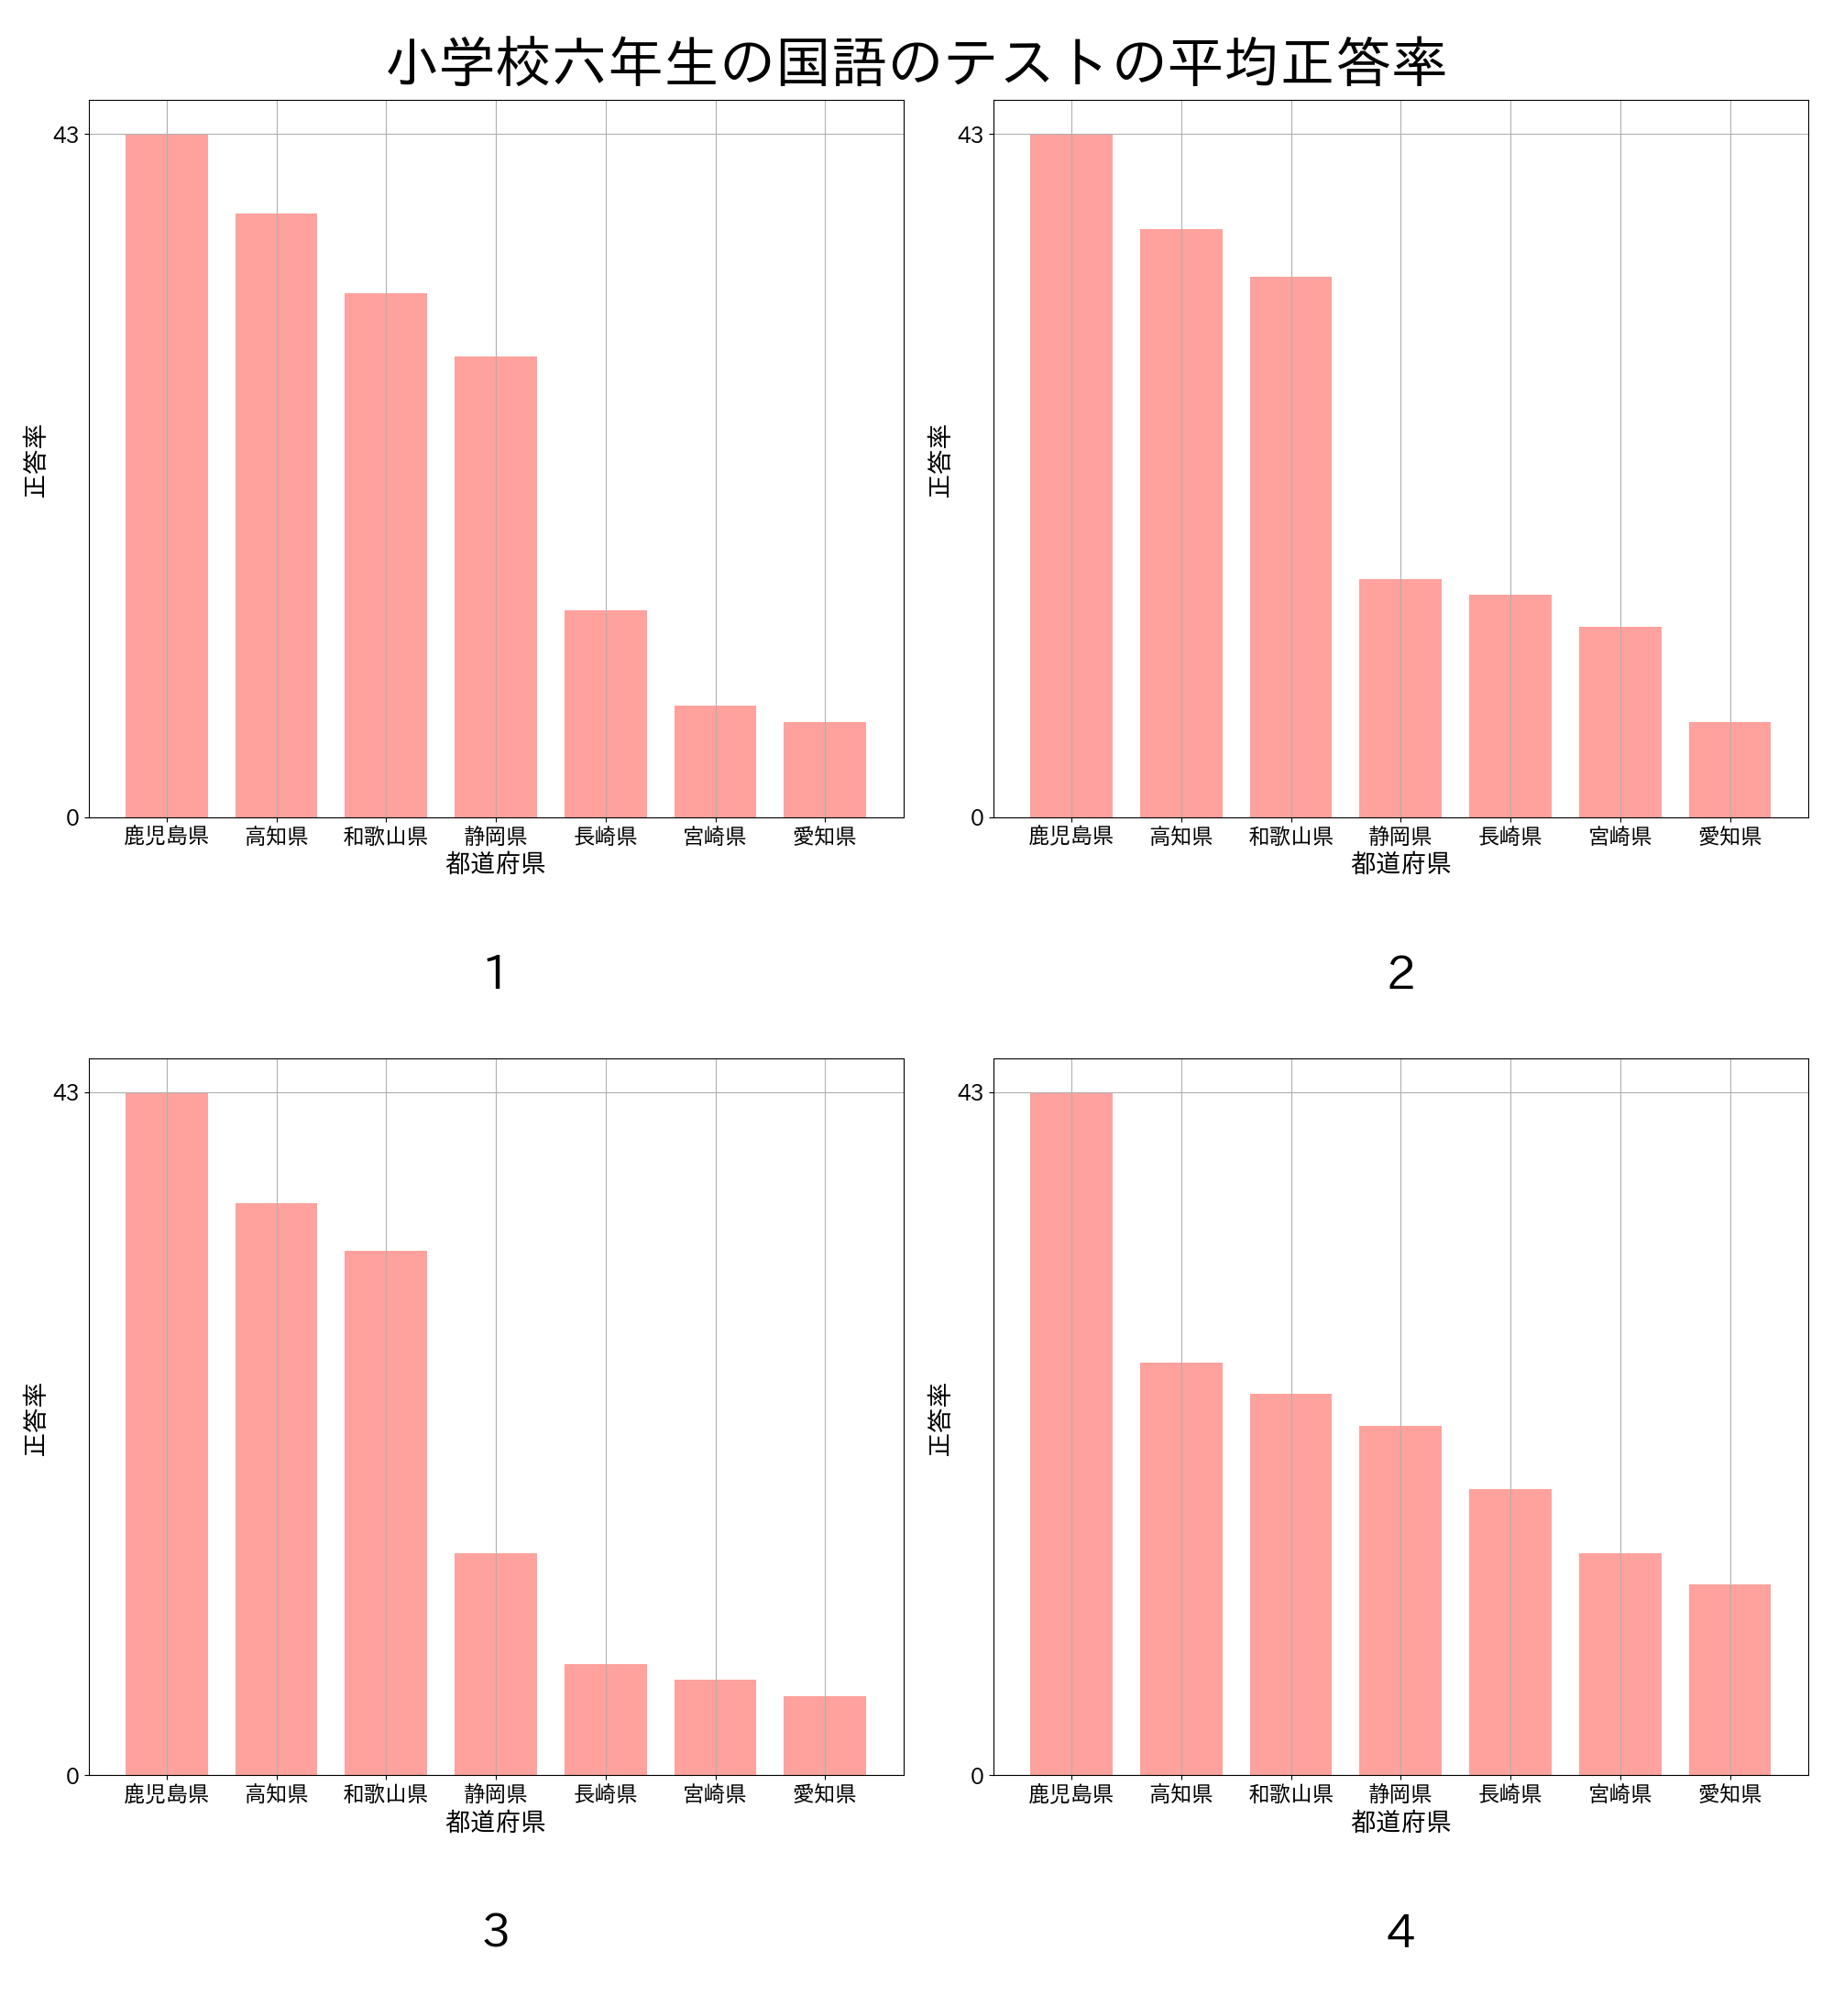 小学校六年生の国語のテストの平均正答率
43
0
正答率
鹿児島県 高知県 和歌山県 静岡県 長崎県 宮崎県 愛知県
都道府県
1
43
0
正答率
鹿児島県 高知県 和歌山県 静岡県 長崎県 宮崎県 愛知県
都道府県
2
43
0
正答率
鹿児島県 高知県 和歌山県 静岡県 長崎県 宮崎県 愛知県
都道府県
3
43
0
正答率
鹿児島県 高知県 和歌山県 静岡県 長崎県 宮崎県 愛知県
都道府県
4